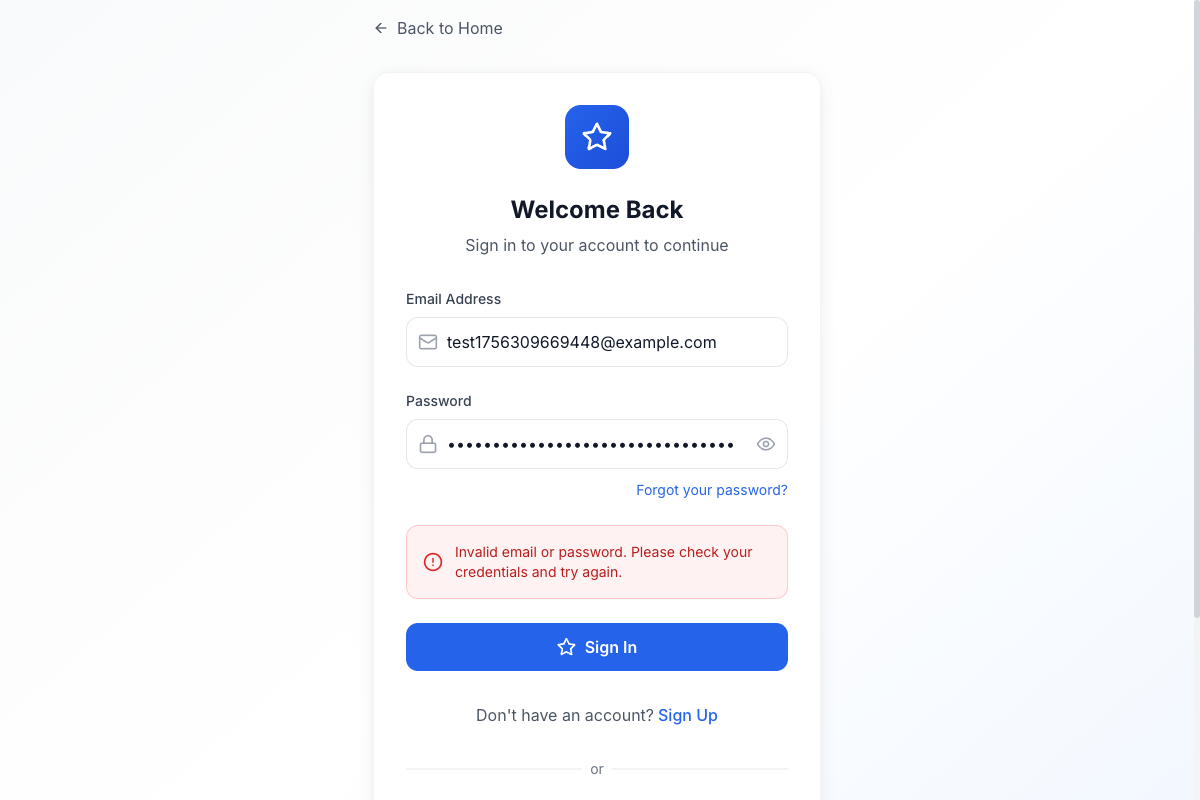 Back to Home
Welcome Back
Sign in to your account to continue
Email Address
test1756309669448@example.com
Password
••••••••••••••••••••••••••••••••
Forgot your password?
Invalid email or password. Please check your
credentials and try again.
Sign In
Don't have an account? Sign Up
or